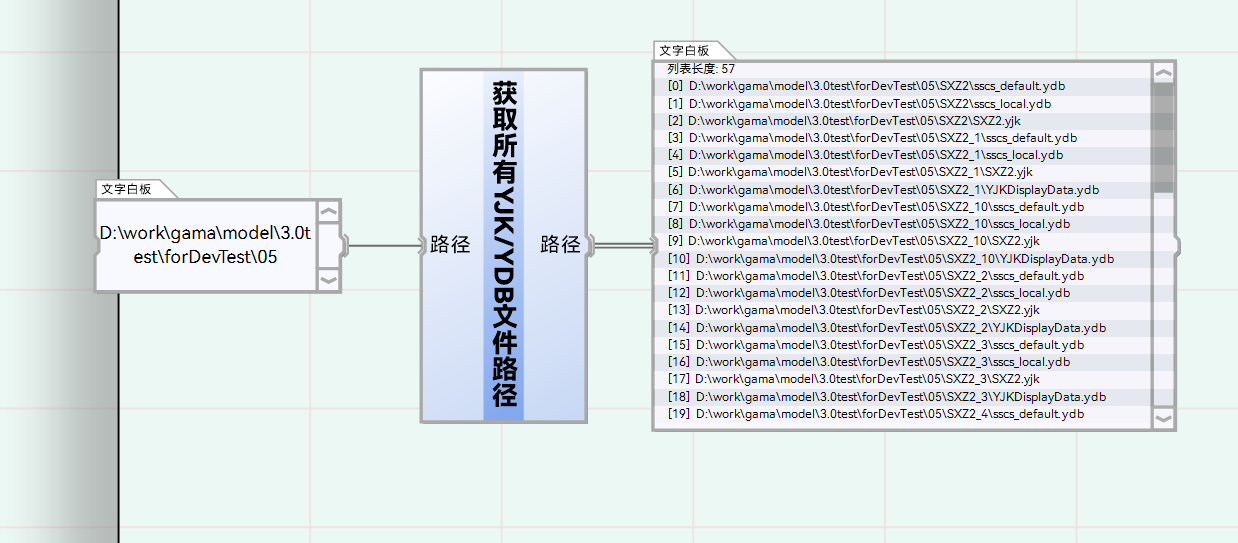 文字白板
D:\work\gama\model\3.0t
est\forDevTest\05
路径
获取所有YJK/YDB文件路径
路径
文字白板
列表长度: 57
[0] D:\work\gama\model\3.0test\forDevTest\05\SXZ2\sscs_default.ydb
[1] D:\work\gama\model\3.0test\forDevTest\05\SXZ2\sscs_local.ydb
[2] D:\work\gama\model\3.0test\forDevTest\05\SXZ2\SXZ2.yjk
[3] D:\work\gama\model\3.0test\forDevTest\05\SXZ2_1\sscs_default.ydb
[4] D:\work\gama\model\3.0test\forDevTest\05\SXZ2_1\sscs_local.ydb
[5] D:\work\gama\model\3.0test\forDevTest\05\SXZ2_1\SXZ2.yjk
[6] D:\work\gama\model\3.0test\forDevTest\05\SXZ2_1\YJKDisplayData.ydb
[7] D:\work\gama\model\3.0test\forDevTest\05\SXZ2_10\sscs_default.ydb
[8] D:\work\gama\model\3.0test\forDevTest\05\SXZ2_10\sscs_local.ydb
[9] D:\work\gama\model\3.0test\forDevTest\05\SXZ2_10\SXZ2.yjk
[10] D:\work\gama\model\3.0test\forDevTest\05\SXZ2_10\YJKDisplayData.ydb
[11] D:\work\gama\model\3.0test\forDevTest\05\SXZ2_2\sscs_default.ydb
[12] D:\work\gama\model\3.0test\forDevTest\05\SXZ2_2\sscs_local.ydb
[13] D:\work\gama\model\3.0test\forDevTest\05\SXZ2_2\SXZ2.yjk
[14] D:\work\gama\model\3.0test\forDevTest\05\SXZ2_2\YJKDisplayData.ydb
[15] D:\work\gama\model\3.0test\forDevTest\05\SXZ2_3\sscs_default.ydb
[16] D:\work\gama\model\3.0test\forDevTest\05\SXZ2_3\sscs_local.ydb
[17] D:\work\gama\model\3.0test\forDevTest\05\SXZ2_3\SXZ2.yjk
[18] D:\work\gama\model\3.0test\forDevTest\05\SXZ2_3\YJKDisplayData.ydb
[19] D:\work\gama\model\3.0test\forDevTest\05\SXZ2_4\sscs_default.ydb